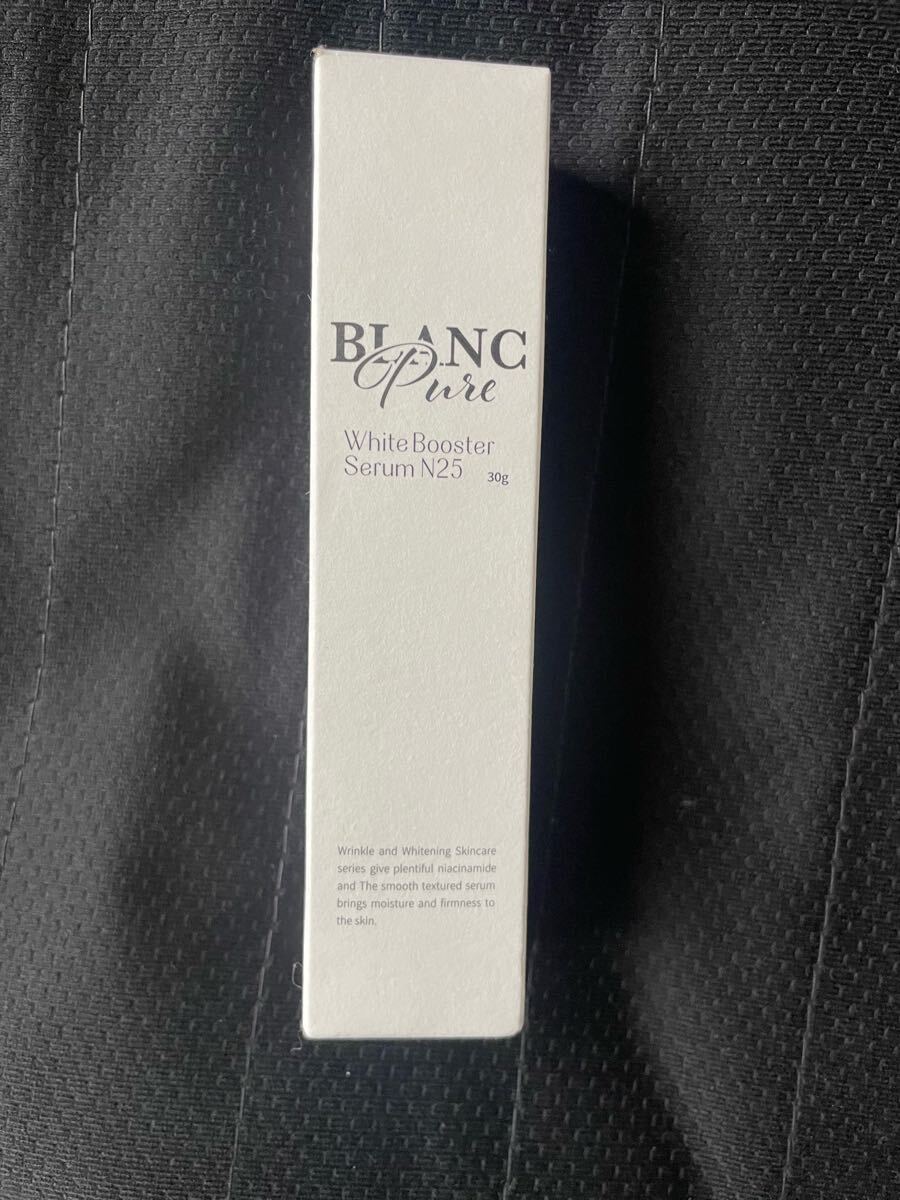 BLANC
Pure
White Booster
Serum N25 30g
Wrinkle and Whitening Skincare
series give plentiful niacinamide
and The smooth textured serum
brings moisture and firmness to
the skin.